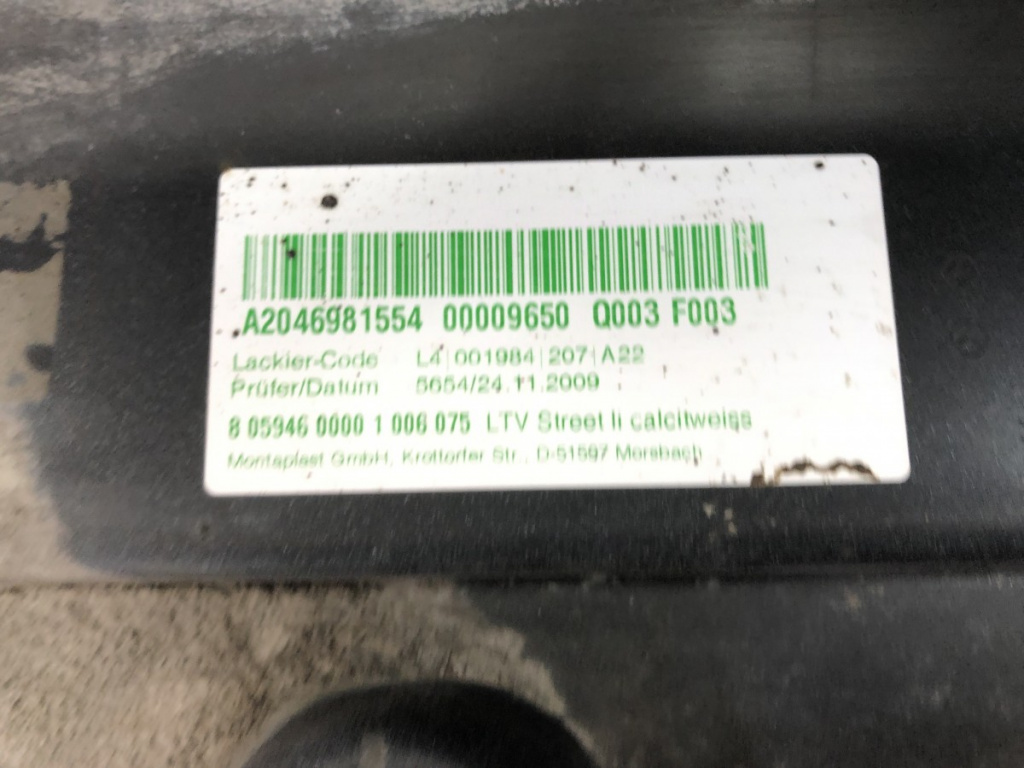 A2046981554 00009650 Q003 F003
Lackier-Code L4|001984|207|A22
Prüfer/Datum 5654/24.11.2009
8 05946 0000 1 006 075 LTV Street li calcitweiss
Montaplast GmbH, Krottorfer Str., D-51597 Morsbach